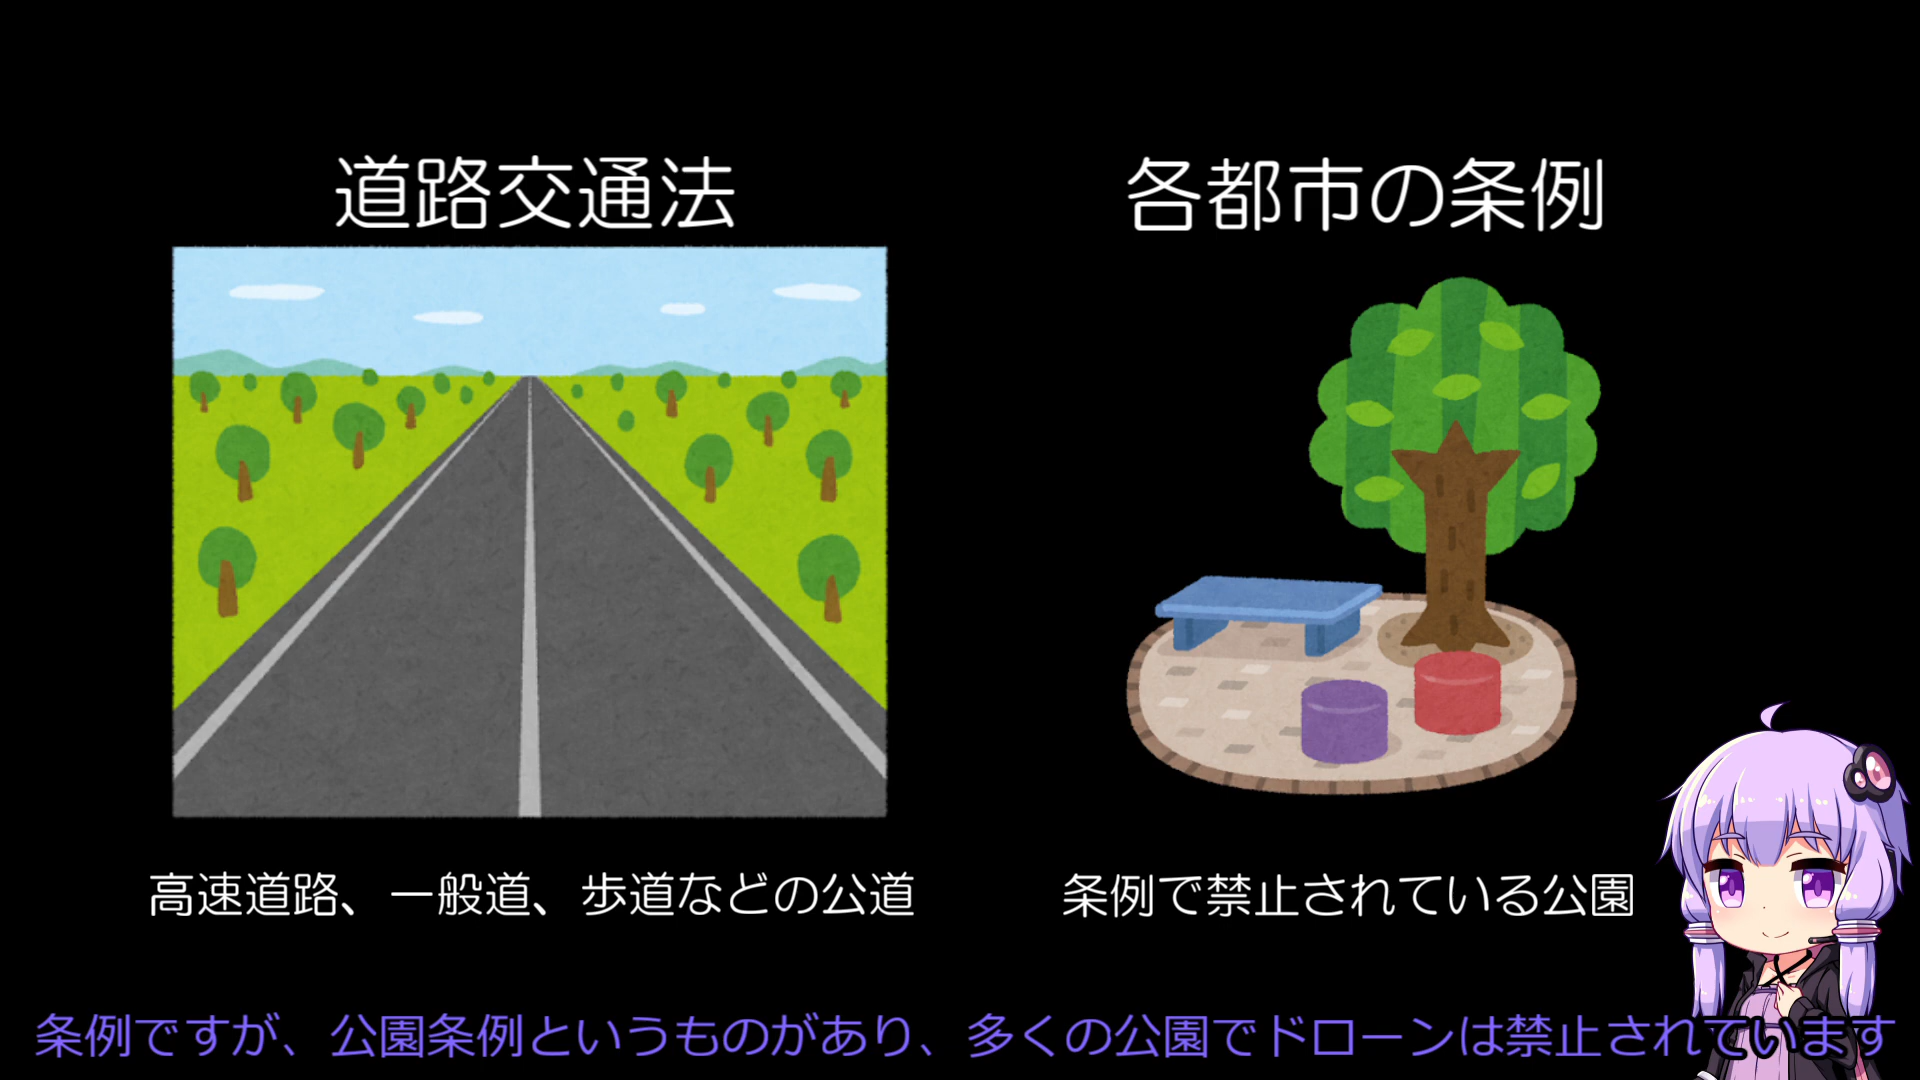 道路交通法
各都市の条例
高速道路、一般道、歩道などの公道
条例で禁止されている公園
条例ですが、公園条例というものがあり、多くの公園でドローンは禁止されています